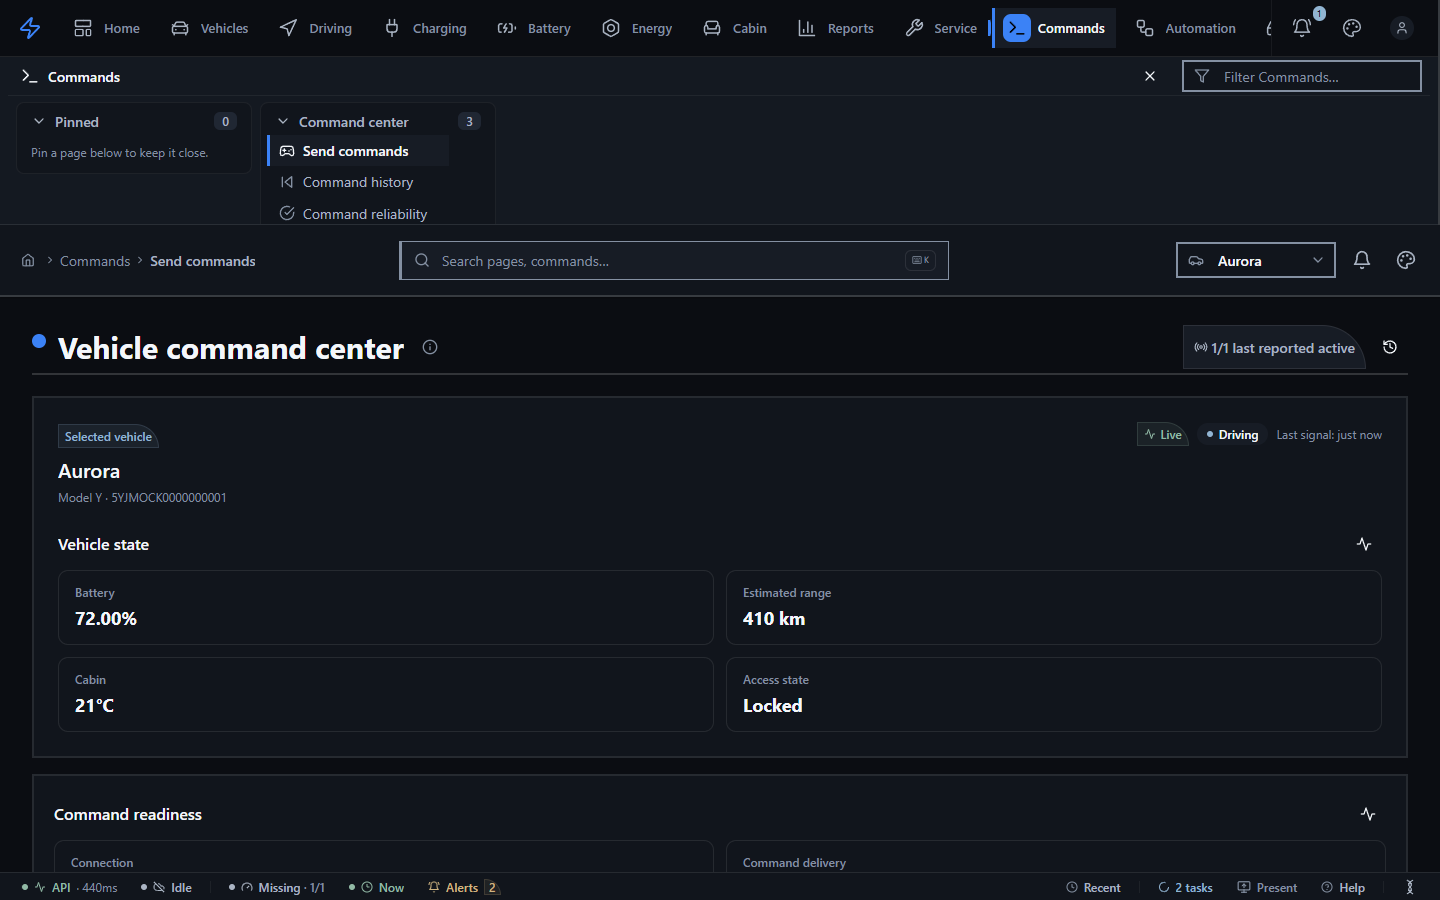 Home Vehicles Driving Charging Battery Energy Cabin Reports Service Commands Automation 1
Commands
Filter Commands...
Pinned 0
Pin a page below to keep it close.
Command center 3
Send commands
Command history
Command reliability
Commands Send commands
Search pages, commands...
K
Aurora
Vehicle command center
1/1 last reported active
Selected vehicle
Live Driving Last signal: just now
Aurora
Model Y · 5YJMOCK0000000001
Vehicle state
Battery
72.00%
Estimated range
410 km
Cabin
21°C
Access state
Locked
Command readiness
Connection
Command delivery
API · 440ms Idle Missing · 1/1 Now Alerts 2 Recent 2 tasks Present Help